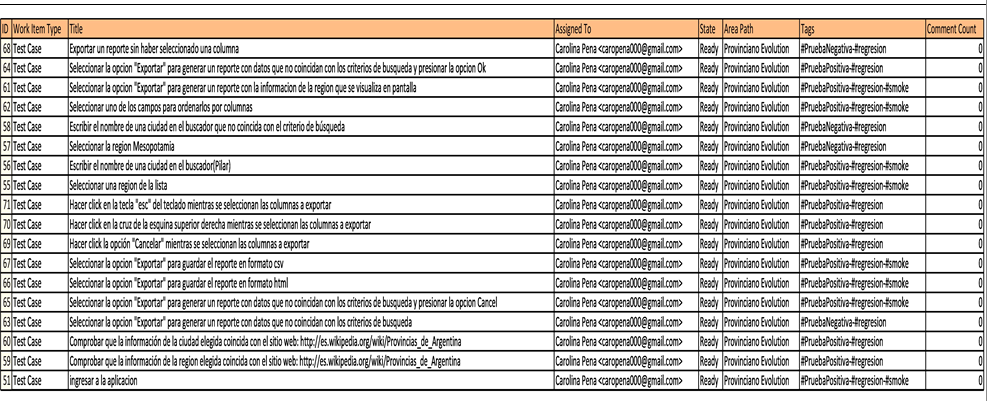 ID Work Item Type Title Assigned To State Area Path Tags Comment Count
68 Test Case Exportar un reporte sin haber seleccionado una columna Carolina Pena <caropena000@gmail.com> Ready Provinciano Evolution #PruebaNegativa-#regresion 0
64 Test Case Seleccionar la opcion "Exportar" para generar un reporte con datos que no coincidan con los criterios de busqueda y presionar la opcion Ok Carolina Pena <caropena000@gmail.com> Ready Provinciano Evolution #PruebaPositiva-#regresion 0
61 Test Case Seleccionar la opcion "Exportar" para generar un reporte con la informacion de la region que se visualiza en pantalla Carolina Pena <caropena000@gmail.com> Ready Provinciano Evolution #PruebaPositiva-#regresion-#smoke 0
62 Test Case Seleccionar uno de los campos para ordenarlos por columnas Carolina Pena <caropena000@gmail.com> Ready Provinciano Evolution #PruebaPositiva-#regresion-#smoke 0
58 Test Case Escribir el nombre de una ciudad en el buscador que no coincida con el criterio de búsqueda Carolina Pena <caropena000@gmail.com> Ready Provinciano Evolution #PruebaNegativa-#regresion 0
57 Test Case Seleccionar la region Mesopotamia Carolina Pena <caropena000@gmail.com> Ready Provinciano Evolution #PruebaNegativa-#regresion 0
56 Test Case Escribir el nombre de una ciudad en el buscador(Pilar) Carolina Pena <caropena000@gmail.com> Ready Provinciano Evolution #PruebaPositiva-#regresion-#smoke 0
55 Test Case Seleccionar una region de la lista Carolina Pena <caropena000@gmail.com> Ready Provinciano Evolution #PruebaPositiva-#regresion-#smoke 0
71 Test Case Hacer click en la tecla "esc" del teclado mientras se seleccionan las columnas a exportar Carolina Pena <caropena000@gmail.com> Ready Provinciano Evolution #PruebaPositiva-#regresion 0
70 Test Case Hacer click en la cruz de la esquina superior derecha mientras se seleccionan las columnas a exportar Carolina Pena <caropena000@gmail.com> Ready Provinciano Evolution #PruebaPositiva-#regresion 0
69 Test Case Hacer click la opción "Cancelar" mientras se seleccionan las columnas a exportar Carolina Pena <caropena000@gmail.com> Ready Provinciano Evolution #PruebaPositiva-#regresion 0
67 Test Case Seleccionar la opcion "Exportar" para guardar el reporte en formato csv Carolina Pena <caropena000@gmail.com> Ready Provinciano Evolution #PruebaPositiva-#regresion-#smoke 0
66 Test Case Seleccionar la opcion "Exportar" para guardar el reporte en formato html Carolina Pena <caropena000@gmail.com> Ready Provinciano Evolution #PruebaPositiva-#regresion-#smoke 0
65 Test Case Seleccionar la opcion "Exportar" para generar un reporte con datos que no coincidan con los criterios de busqueda y presionar la opcion Cancel Carolina Pena <caropena000@gmail.com> Ready Provinciano Evolution #PruebaPositiva-#regresion-#smoke 0
63 Test Case Seleccionar la opcion "Exportar" para generar un reporte con datos que no coincidan con los criterios de busqueda Carolina Pena <caropena000@gmail.com> Ready Provinciano Evolution #PruebaNegativa-#regresion 0
60 Test Case Comprobar que la información de la ciudad elegida coincida con el sitio web: http://es.wikipedia.org/wiki/Provincias_de_Argentina Carolina Pena <caropena000@gmail.com> Ready Provinciano Evolution #PruebaPositiva-#regresion 0
59 Test Case Comprobar que la información de la region elegida coincida con el sitio web: http://es.wikipedia.org/wiki/Provincias_de_Argentina Carolina Pena <caropena000@gmail.com> Ready Provinciano Evolution #PruebaPositiva-#regresion 0
51 Test Case ingresar a la aplicacion Carolina Pena <caropena000@gmail.com> Ready Provinciano Evolution #PruebaPositiva-#regresion-#smoke 0